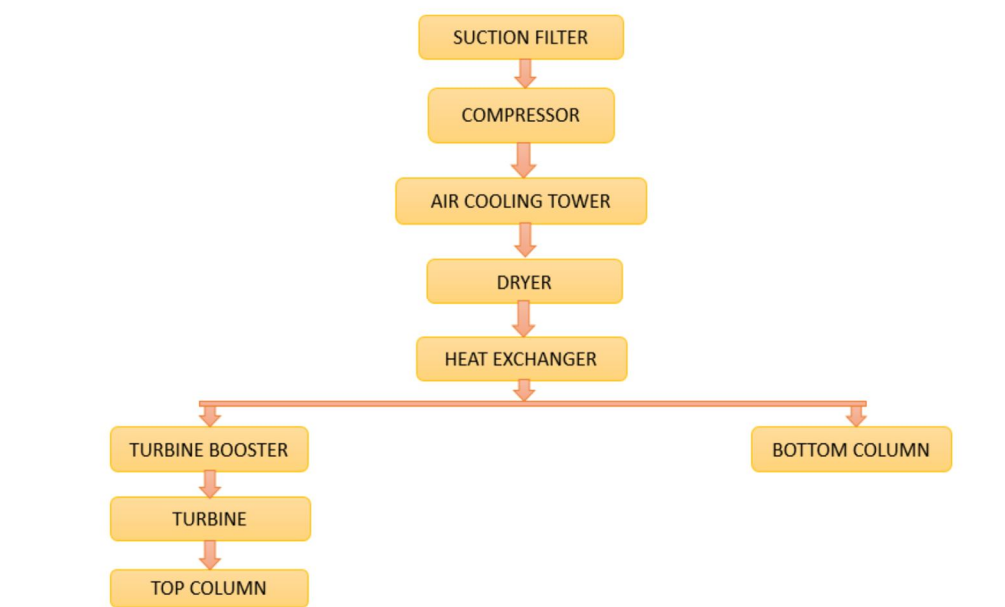 SUCTION FILTER
COMPRESSOR
AIR COOLING TOWER
DRYER
HEAT EXCHANGER
TURBINE BOOSTER
BOTTOM COLUMN
TURBINE
TOP COLUMN